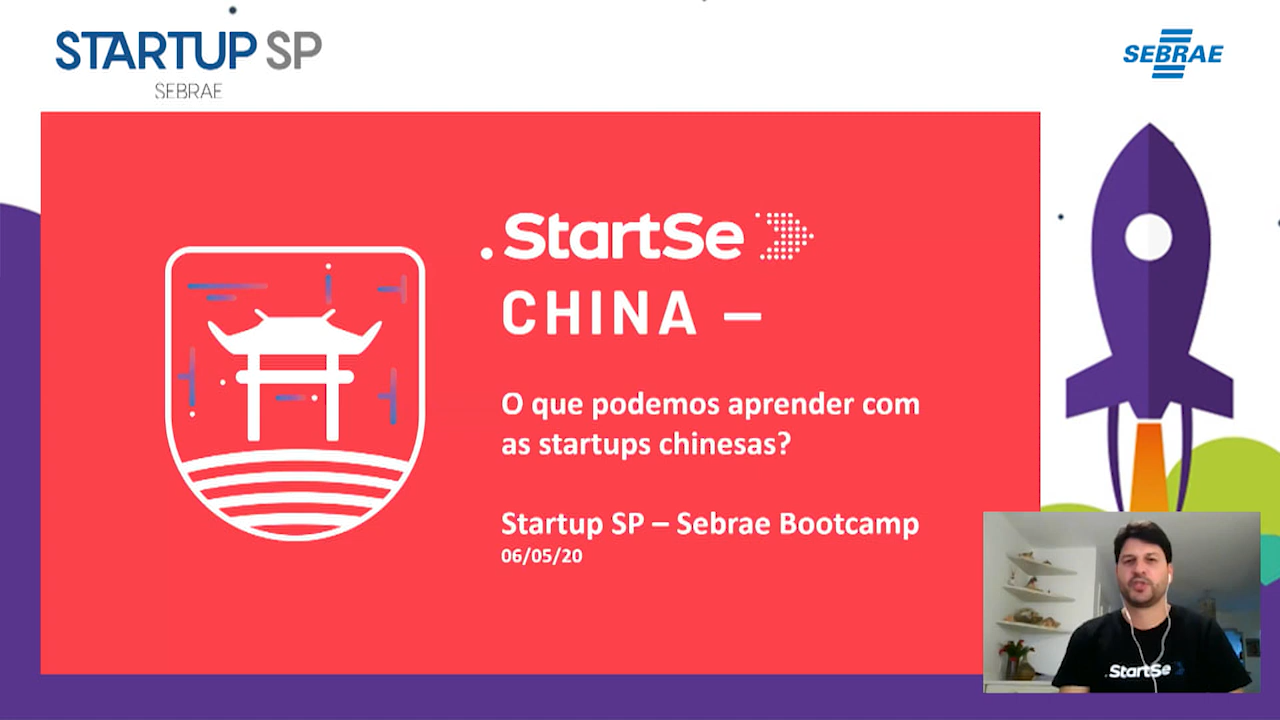 STARTUP SP
SEBRAE
SEBRAE
.StartSe
CHINA –
O que podemos aprender com
as startups chinesas?
Startup SP – Sebrae Bootcamp
06/05/20
.StartSe